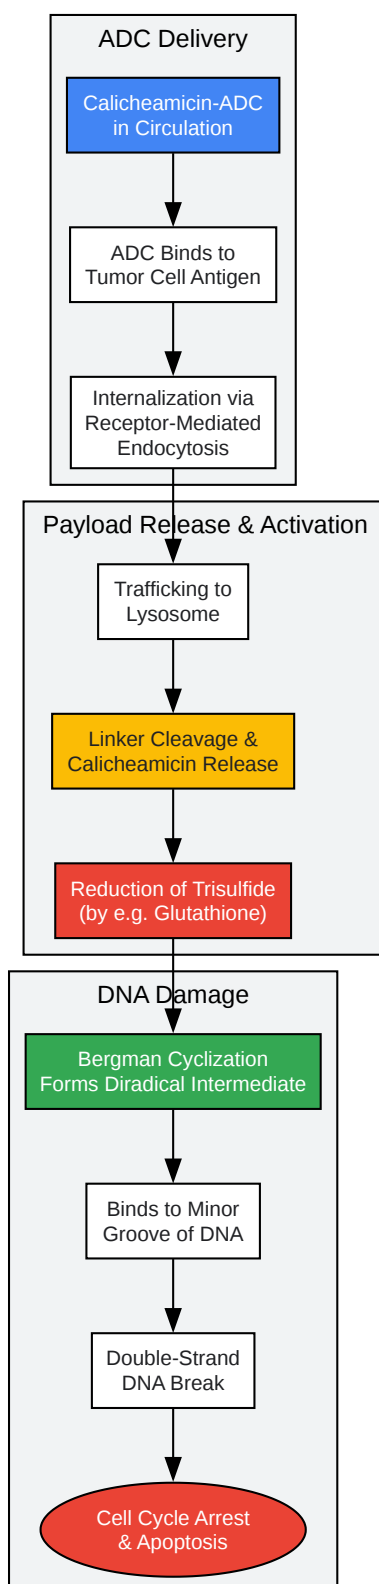 ADC Delivery
Calicheamicin-ADC
in Circulation
ADC Binds to
Tumor Cell Antigen
Internalization via
Receptor-Mediated
Endocytosis
Payload Release & Activation
Trafficking to
Lysosome
Linker Cleavage &
Calicheamicin Release
Reduction of Trisulfide
(by e.g. Glutathione)
DNA Damage
Bergman Cyclization
Forms Diradical Intermediate
Binds to Minor
Groove of DNA
Double-Strand
DNA Break
Cell Cycle Arrest
& Apoptosis